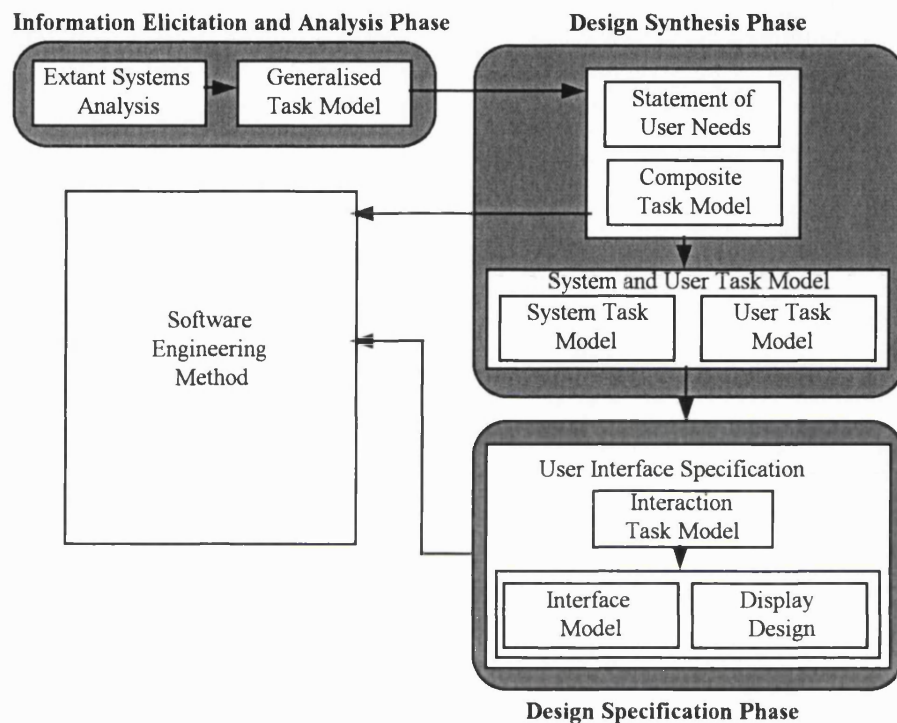 Information Elicitation and Analysis Phase
Design Synthesis Phase
Extant Systems
Analysis
Generalised
Task Model
Statement of
User Needs
Composite
Task Model
System and User Task Model
System Task
Model
User Task
Model
Software
Engineering
Method
User Interface Specification
Interaction
Task Model
Interface
Model
Display
Design
Design Specification Phase